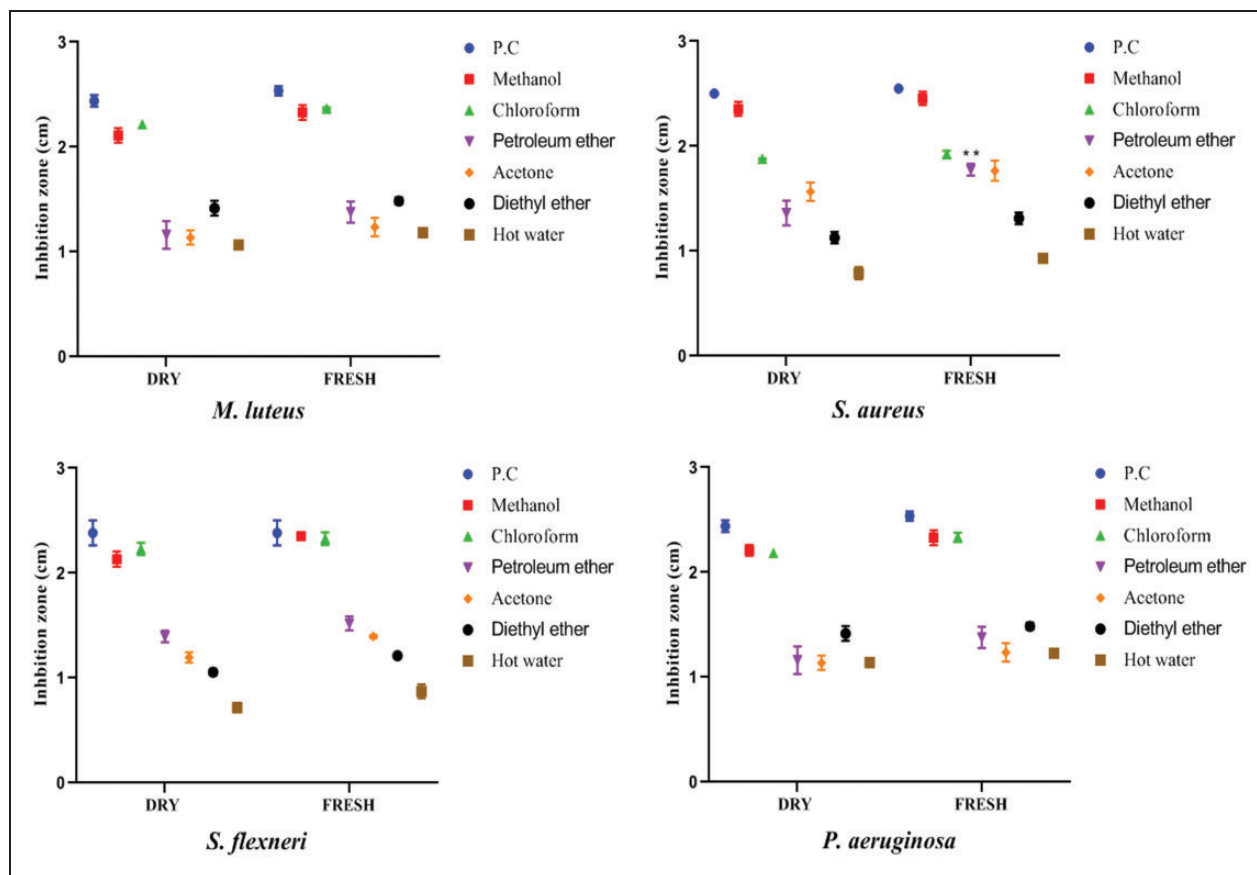 3
2
1
0
Inhbition zone (cm)
DRY
FRESH
M. luteus
P.C
Methanol
Chloroform
Petroleum ether
Acetone
Diethyl ether
Hot water
3
2
1
0
Inhbition zone (cm)
**
DRY
FRESH
S. aureus
P.C
Methanol
Chloroform
Petroleum ether
Acetone
Diethyl ether
Hot water
3
2
1
0
Inhbition zone (cm)
DRY
FRESH
S. flexneri
P.C
Methanol
Chloroform
Petroleum ether
Acetone
Diethyl ether
Hot water
3
2
1
0
Inhbition zone (cm)
DRY
FRESH
P. aeruginosa
P.C
Methanol
Chloroform
Petroleum ether
Acetone
Diethyl ether
Hot water